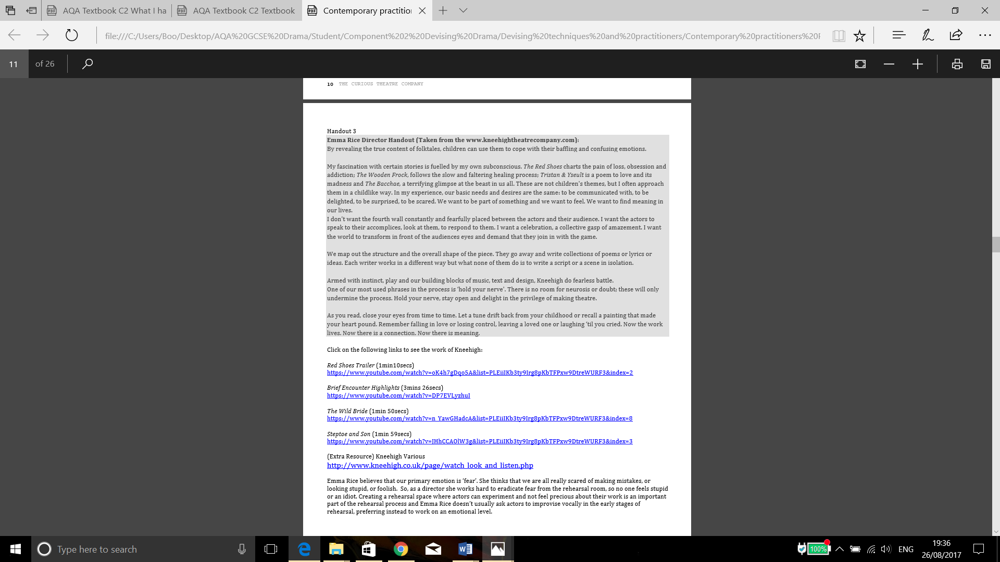 AQA Textbook C2 What I ha
AQA Textbook C2 Textbook
Contemporary practitio
file:///C:/Users/Boo/Desktop/AQA%20GCSE%20Drama/Student/Component%202%20Devising%20Drama/Devising%20techniques%20and%20practitioners/Contemporary%20practitioners%20F
11 of 26
10 THE CURIOUS THEATRE COMPANY
Handout 3
Emma Rice Director Handout (Taken from the www.kneehightheatrecompany.com):
By revealing the true content of folktales, children can use them to cope with their baffling and confusing emotions.
My fascination with certain stories is fuelled by my own subconscious. The Red Shoes charts the pain of loss, obsession and
addiction; The Wooden Frock, follows the slow and faltering healing process; Tristan & Yseult is a poem to love and its
madness and The Bacchae, a terrifying glimpse at the beast in us all. These are not children's themes, but I often approach
them in a childlike way. In my experience, our basic needs and desires are the same: to be communicated with, to be
delighted, to be surprised, to be scared. We want to be part of something and we want to feel. We want to find meaning in
our lives.
I don't want the fourth wall constantly and fearfully placed between the actors and their audience. I want the actors to
speak to their accomplices, look at them, to respond to them. I want a celebration, a collective gasp of amazement. I want
the world to transform in front of the audiences eyes and demand that they join in with the game.
We map out the structure and the overall shape of the piece. They go away and write collections of poems or lyrics or
ideas. Each writer works in a different way but what none of them do is to write a script or a scene in isolation.
Armed with instinct, play and our building blocks of music, text and design, Kneehigh do fearless battle.
One of our most used phrases in the process is 'hold your nerve'. There is no room for neurosis or doubt; these will only
undermine the process. Hold your nerve, stay open and delight in the privilege of making theatre.
As you read, close your eyes from time to time. Let a tune drift back from your childhood or recall a painting that made
your heart pound. Remember falling in love or losing control, leaving a loved one or laughing 'til you cried. Now the work
lives. Now there is a connection. Now there is meaning.
Click on the following links to see the work of Kneehigh:
Red Shoes Trailer (1min10secs)
https://www.youtube.com/watch?v=oK4h7gDqo5A&list=PLEiiIKb3ty9Irg8pKbTFPxw9DtreWURF3&index=2
Brief Encounter Highlights (3mins 26secs)
https://www.youtube.com/watch?v=DP7EVLyzhuI
The Wild Bride (1min 50secs)
https://www.youtube.com/watch?v=n_YawGHadcA&list=PLEiiIKb3ty9Irg8pKbTFPxw9DtreWURF3&index=8
Steptoe and Son (1min 59secs)
https://www.youtube.com/watch?v=JHhCCAOlW3g&list=PLEiiIKb3ty9Irg8pKbTFPxw9DtreWURF3&index=3
(Extra Resource) Kneehigh Various
http://www.kneehigh.co.uk/page/watch_look_and_listen.php
Emma Rice believes that our primary emotion is 'fear'. She thinks that we are all really scared of making mistakes, or
looking stupid, or foolish.  So, as a director she works hard to eradicate fear from the rehearsal room, so no one feels stupid
or an idiot. Creating a rehearsal space where actors can experiment and not feel precious about their work is an important
part of the rehearsal process and Emma Rice doesn't usually ask actors to improvise vocally in the early stages of
rehearsal, preferring instead to work on an emotional level.
Type here to search
100%
ENG
19:36
26/08/2017